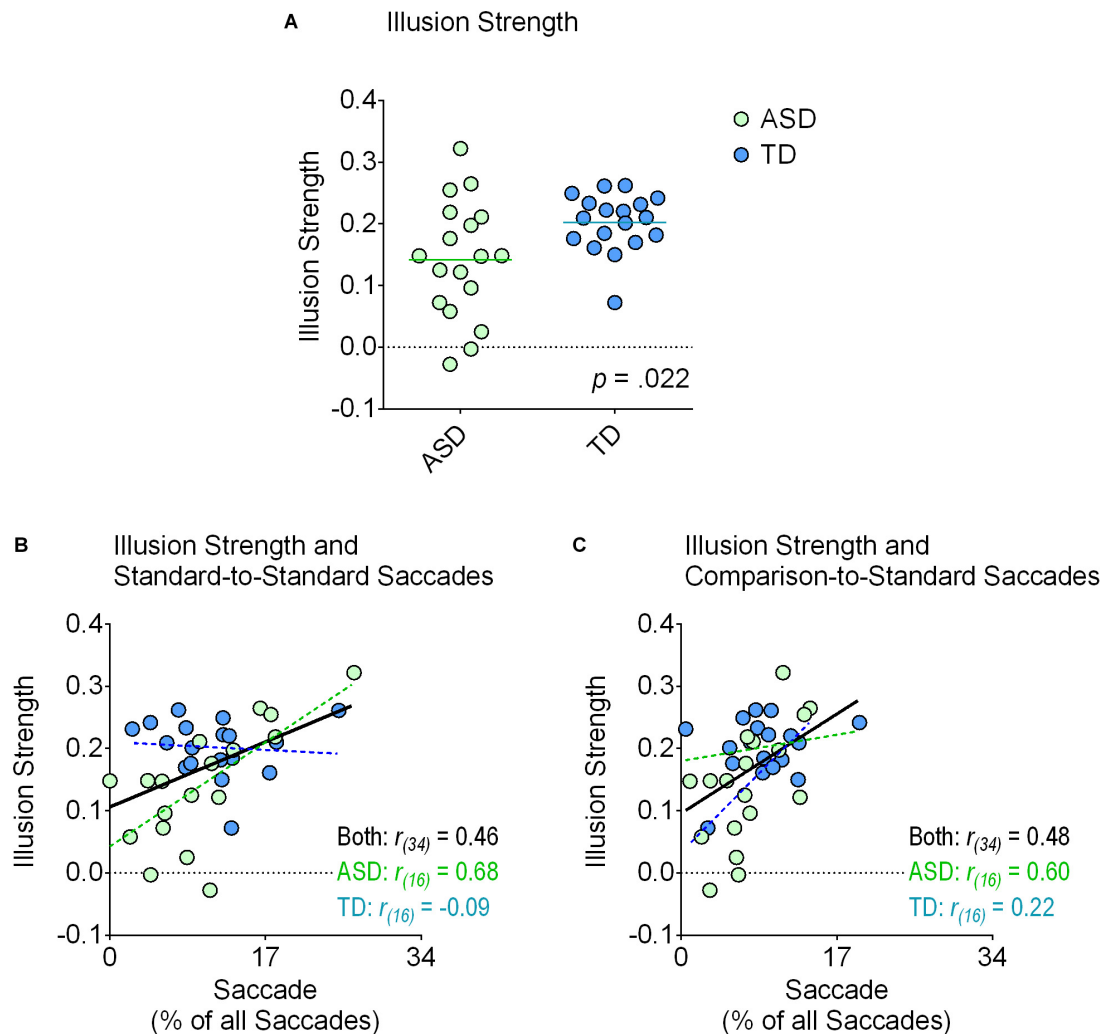 A
Illusion Strength
Illusion Strength
0.4
0.3
0.2
0.1
0.0
-0.1
p = .022
ASD
TD
ASD
TD
B
Illusion Strength and
Standard-to-Standard Saccades
Illusion Strength
0.4
0.3
0.2
0.1
0.0
-0.1
Both: r(34) = 0.46
ASD: r(16) = 0.68
TD: r(16) = -0.09
0
17
34
Saccade
(% of all Saccades)
C
Illusion Strength and
Comparison-to-Standard Saccades
Illusion Strength
0.4
0.3
0.2
0.1
0.0
-0.1
Both: r(34) = 0.48
ASD: r(16) = 0.60
TD: r(16) = 0.22
0
17
34
Saccade
(% of all Saccades)